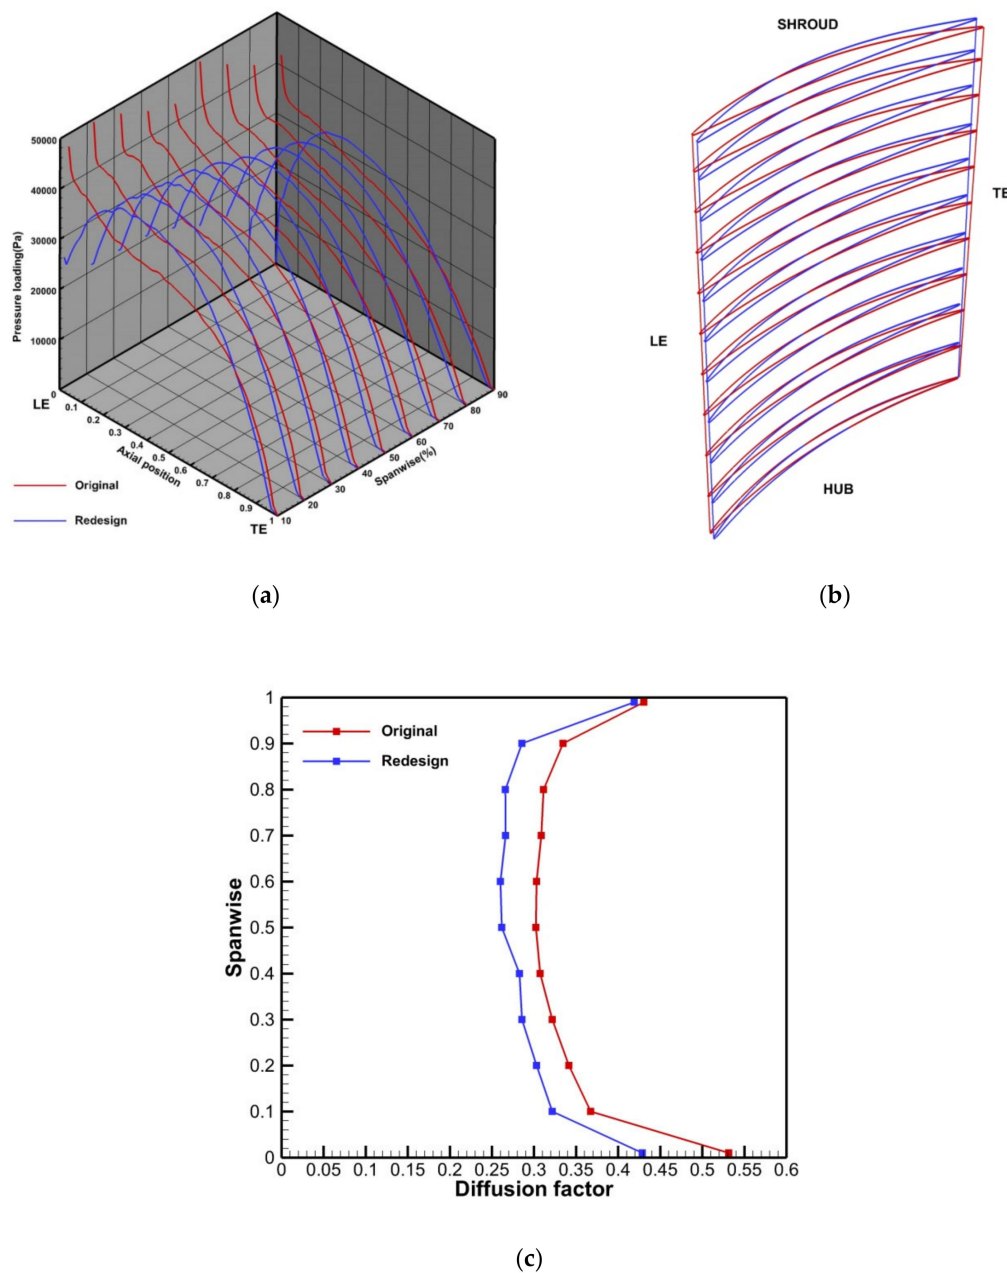 SHROUD
TE
LE
HUB
50000
40000
30000
20000
10000
0
Pressure loading(Pa)
LE
0.1
0.2
0.3
0.4
0.5
0.6
0.7
0.8
0.9
1
Axial position
TE
10
20
30
40
50
60
70
80
90
Spanwise(%)
Original
Redesign
(a)
(b)
1
0.9
0.8
0.7
0.6
0.5
0.4
0.3
0.2
0.1
0
Spanwise
Original
Redesign
0 0.05 0.1 0.15 0.2 0.25 0.3 0.35 0.4 0.45 0.5 0.55 0.6
Diffusion factor
(c)